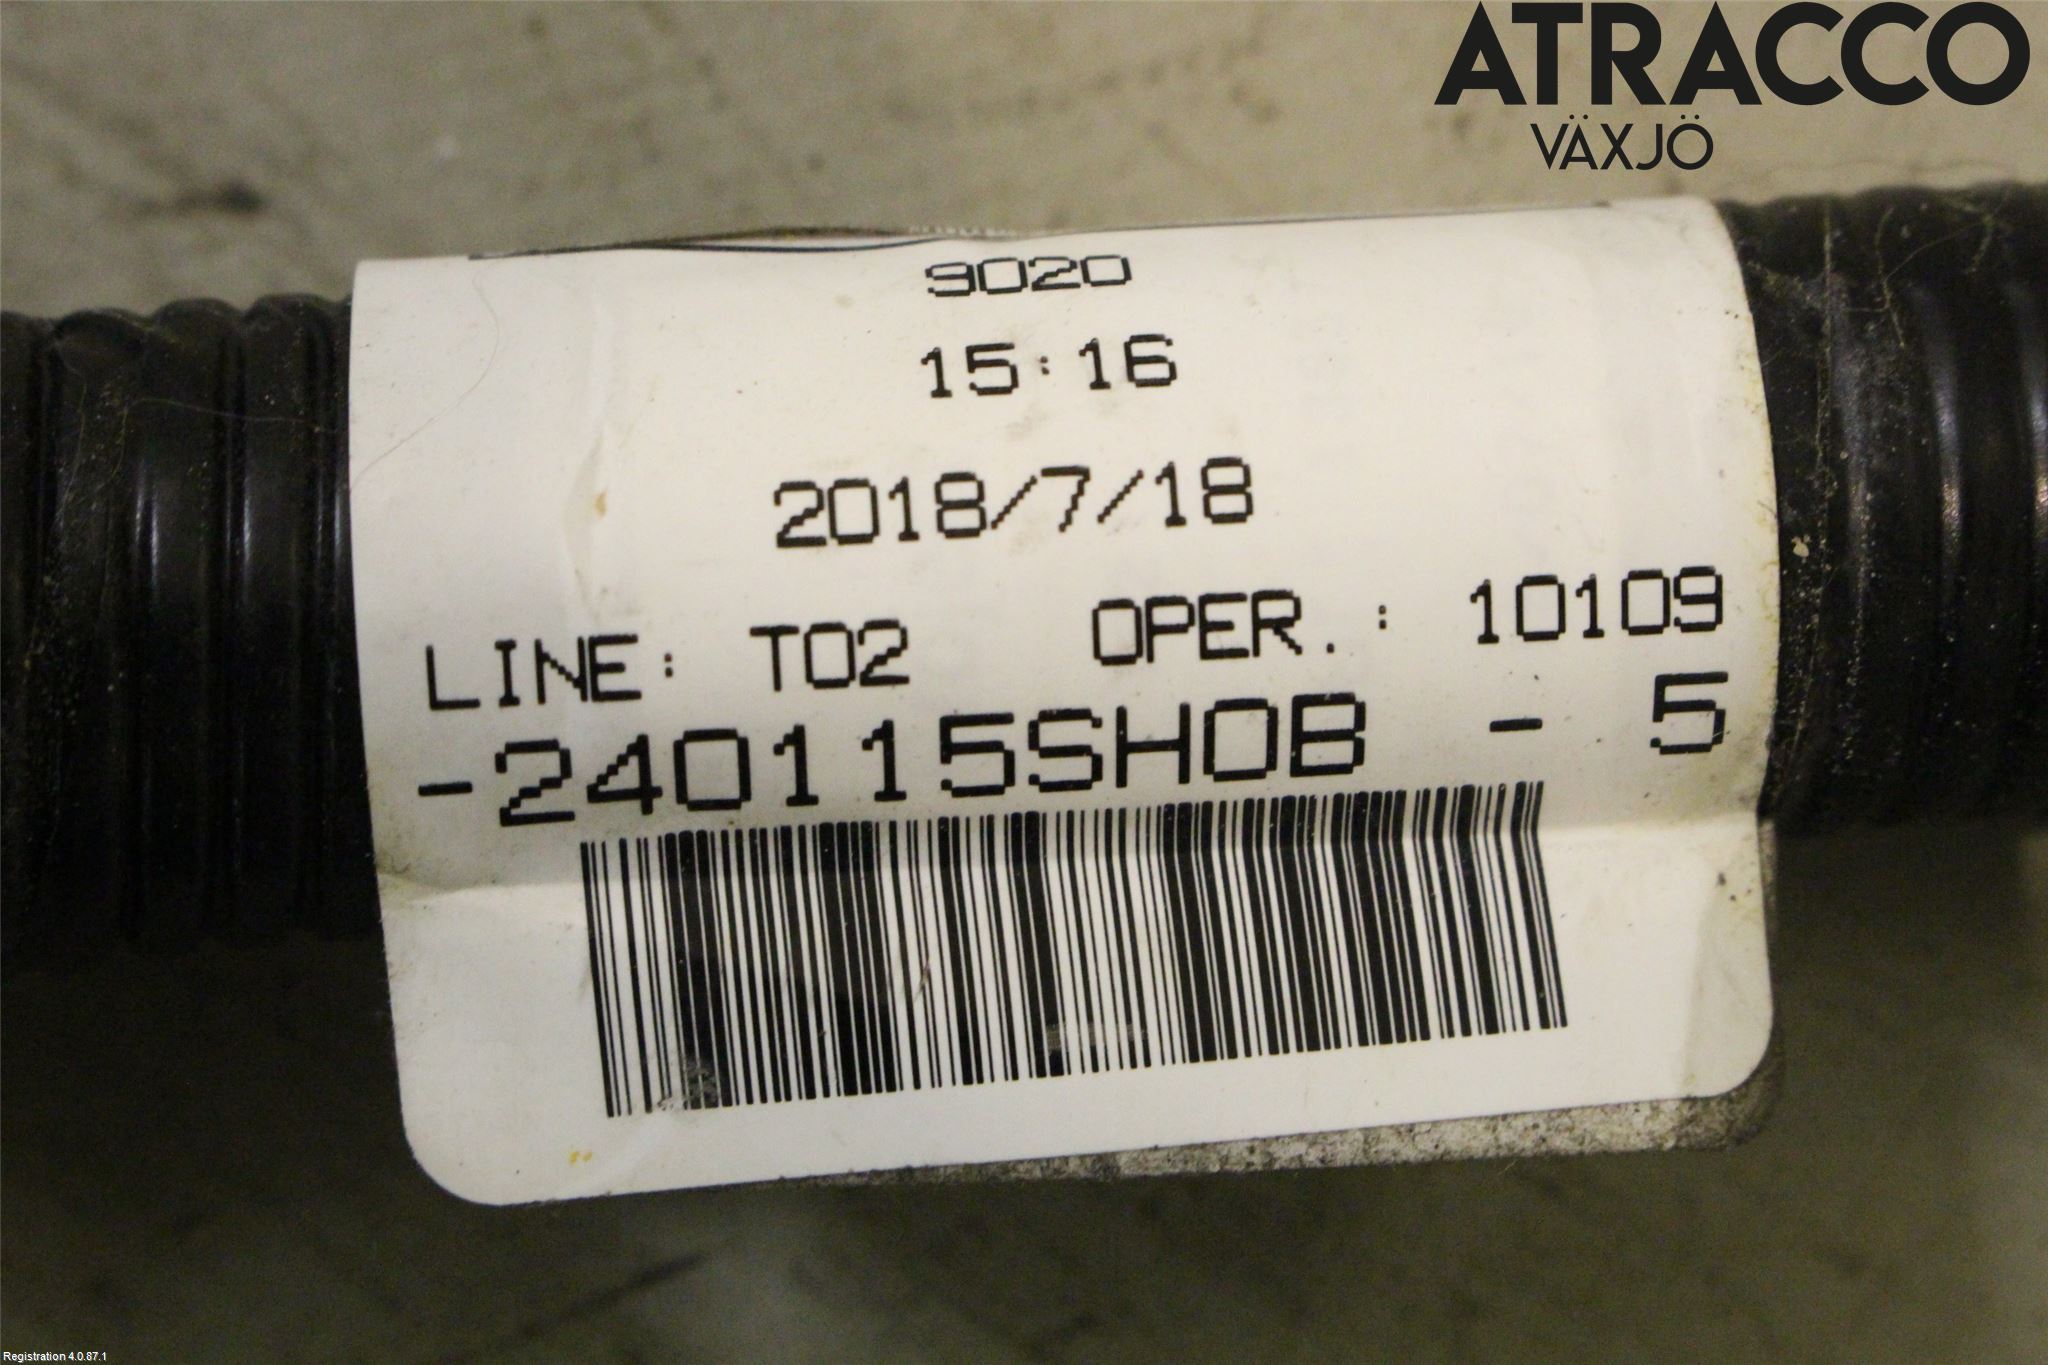 ATRACCO
VÄXJÖ
9020
15:16
2018/7/18
LINE: T02 OPER.: 10109
-240115SH0B - 5
Registration 4.0.87.1